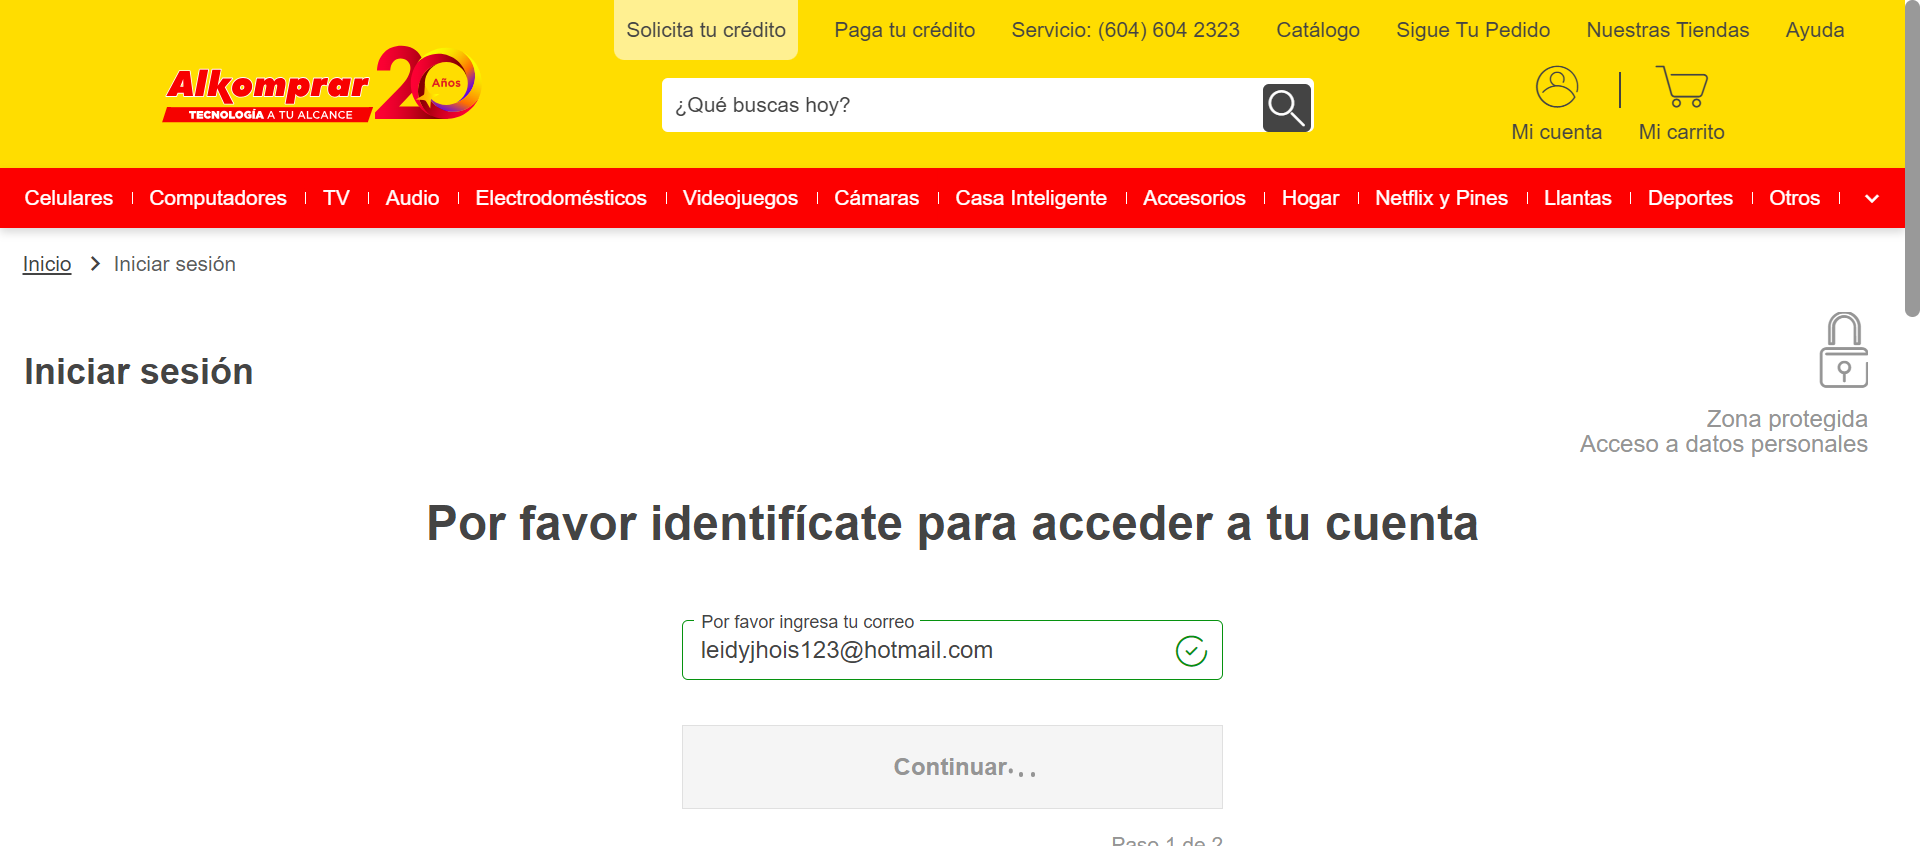 Solicita tu crédito
Paga tu crédito
Servicio: (604) 604 2323
Catálogo
Sigue Tu Pedido
Nuestras Tiendas
Ayuda
Alkomprar 20 Años
TECNOLOGÍA A TU ALCANCE
¿Qué buscas hoy?
Mi cuenta
Mi carrito
Celulares
Computadores
TV
Audio
Electrodomésticos
Videojuegos
Cámaras
Casa Inteligente
Accesorios
Hogar
Netflix y Pines
Llantas
Deportes
Otros
Inicio
Iniciar sesión
Iniciar sesión
Zona protegida
Acceso a datos personales
Por favor identifícate para acceder a tu cuenta
Por favor ingresa tu correo
leidyjhois123@hotmail.com
Continuar...
Paso 1 de 2